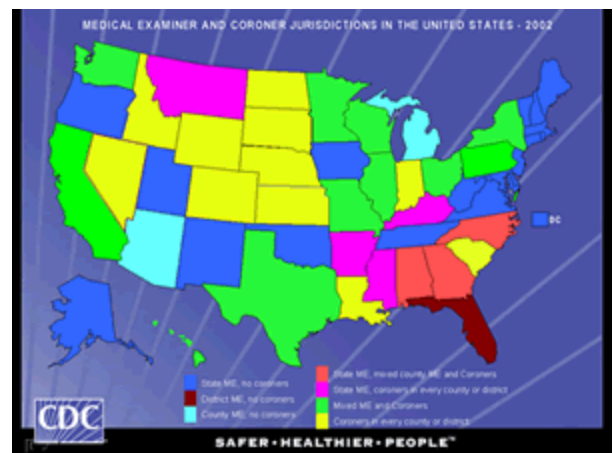 MEDICAL EXAMINER AND CORONER JURISDICTIONS IN THE UNITED STATES - 2002
DC
State ME, no coroners
District ME, no coroners
County ME, no coroners
State ME, mixed county ME and Coroners
State ME, coroners in every county or district
Mixed ME and Coroners
Coroners in every county or district
CDC
SAFER • HEALTHIER • PEOPLE™